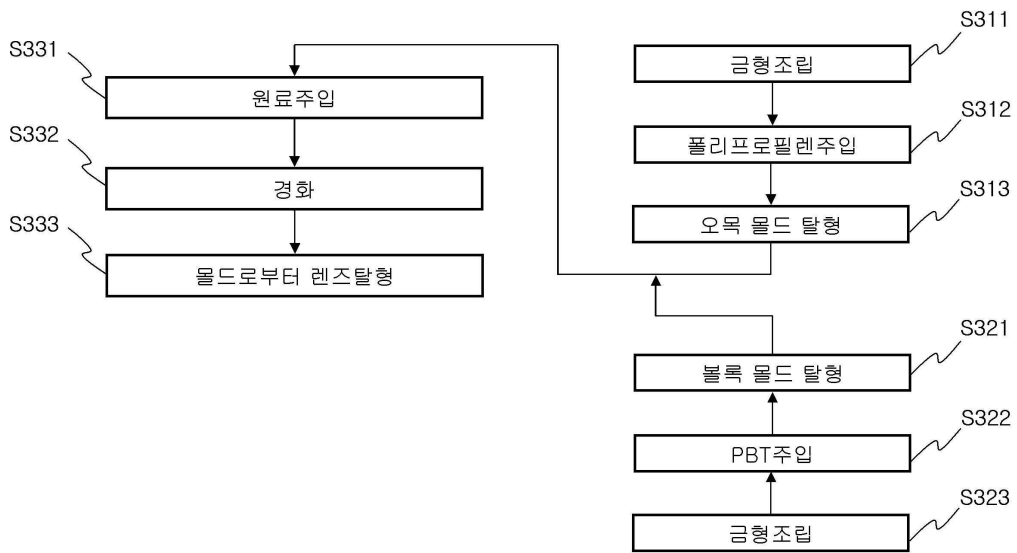 S331
원료주입
S332
경화
S333
몰드로부터 렌즈탈형
S311
금형조립
S312
폴리프로필렌주입
S313
오목 몰드 탈형
S321
볼록 몰드 탈형
S322
PBT주입
S323
금형조립